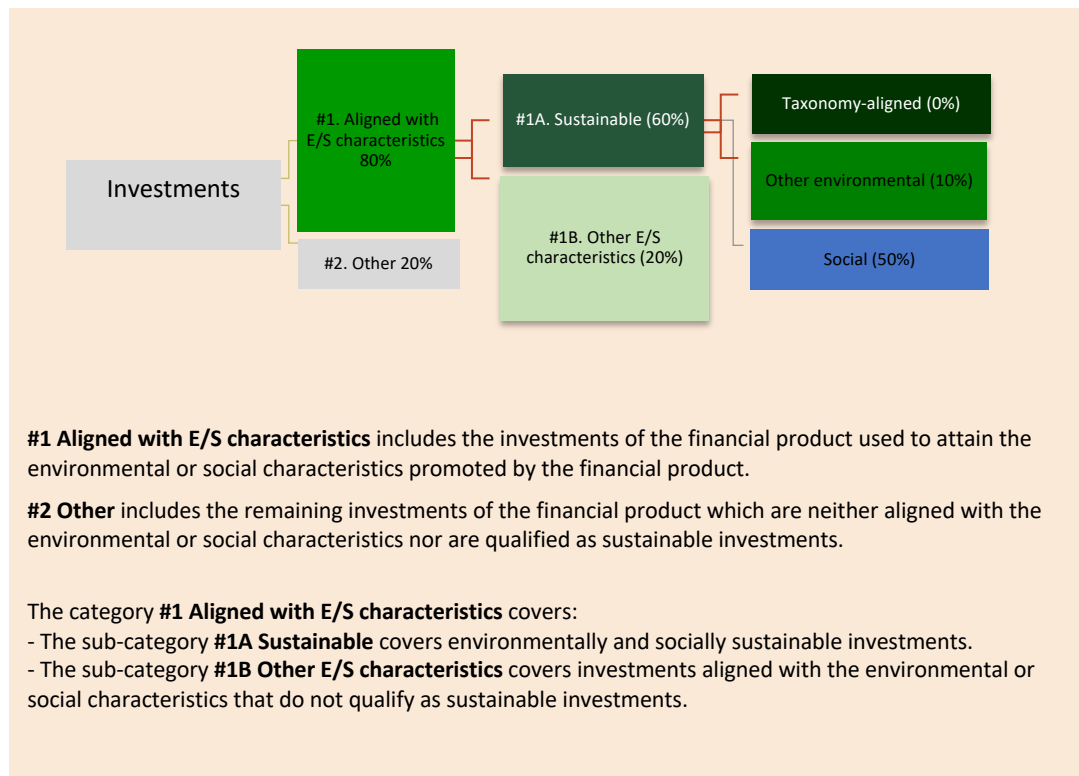 Investments
#1. Aligned with
E/S characteristics
80%
#2. Other 20%
#1A. Sustainable (60%)
#1B. Other E/S
characteristics (20%)
Taxonomy-aligned (0%)
Other environmental (10%)
Social (50%)
#1 Aligned with E/S characteristics includes the investments of the financial product used to attain the
environmental or social characteristics promoted by the financial product.
#2 Other includes the remaining investments of the financial product which are neither aligned with the
environmental or social characteristics nor are qualified as sustainable investments.
The category #1 Aligned with E/S characteristics covers:
- The sub-category #1A Sustainable covers environmentally and socially sustainable investments.
- The sub-category #1B Other E/S characteristics covers investments aligned with the environmental or
social characteristics that do not qualify as sustainable investments.